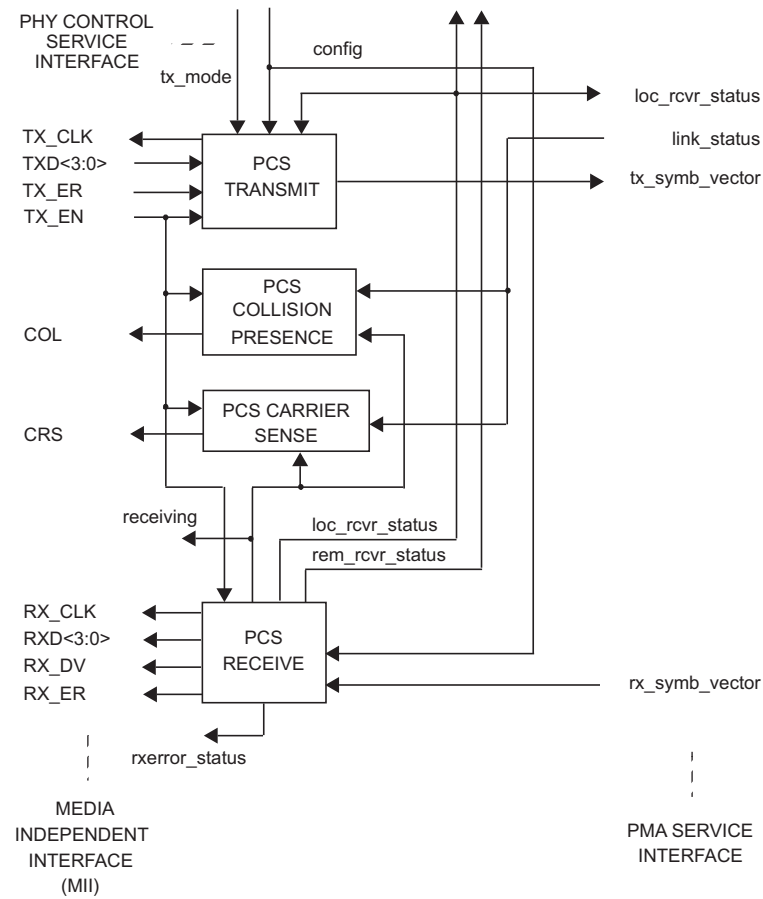 PHY CONTROL
SERVICE
INTERFACE
config
tx_mode
loc_rcvr_status
TX_CLK
link_status
TXD<3:0>
PCS
TRANSMIT
tx_symb_vector
TX_ER
TX_EN
PCS
COLLISION
PRESENCE
COL
PCS CARRIER
SENSE
CRS
receiving
loc_rcvr_status
rem_rcvr_status
RX_CLK
RXD<3:0>
PCS
RECEIVE
RX_DV
RX_ER
rx_symb_vector
rxerror_status
MEDIA
INDEPENDENT
INTERFACE
(MII)
PMA SERVICE
INTERFACE